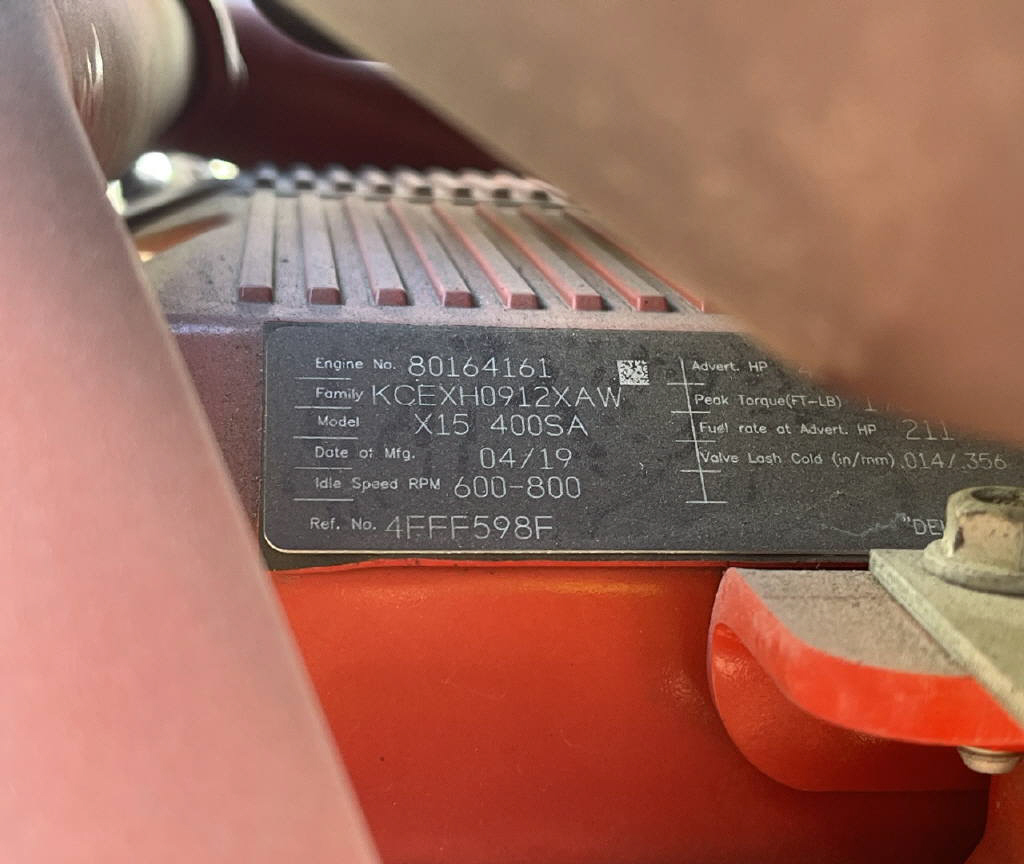 Engine No. 80164161
Family KCEXH0912XAW
Model X15 400SA
Date of Mfg. 04/19
Idle Speed RPM 600-800
Ref. No. 4FFF598F
Advert. HP
Peak Torque(FT-LB)
Fuel rate at Advert. HP 211
Valve Lash Cold (in/mm) .014/.356